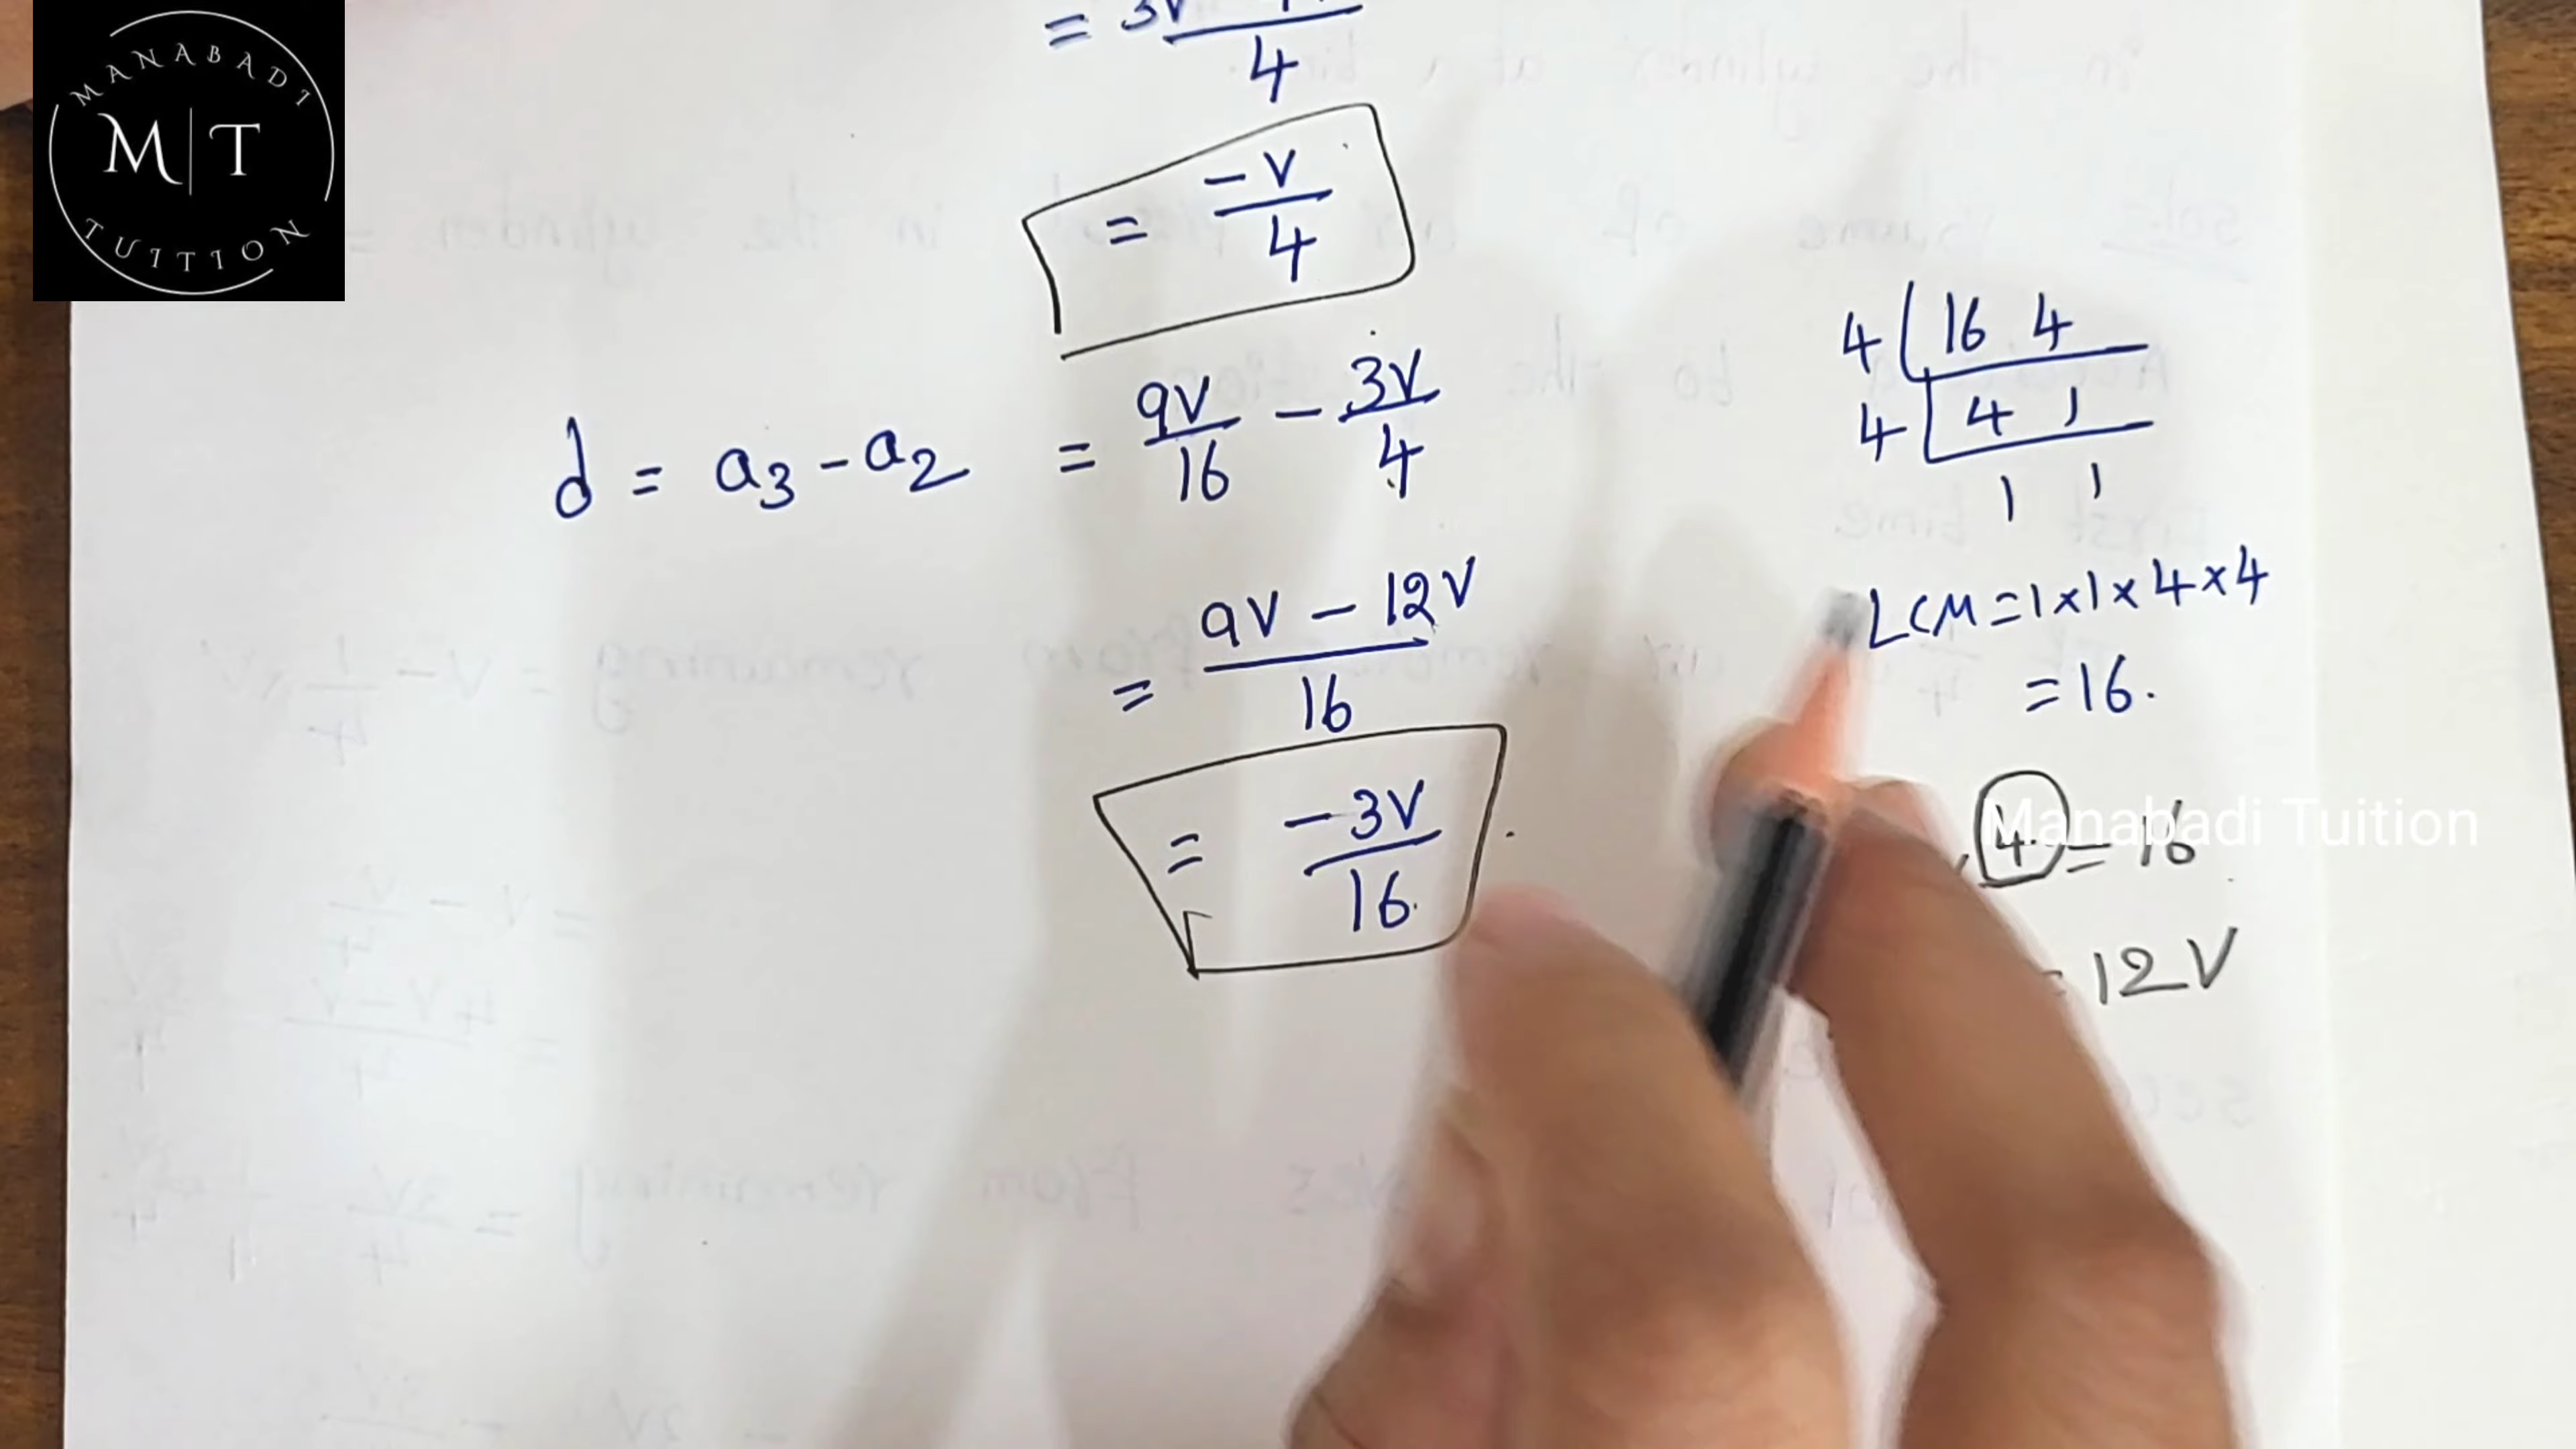 MANABADI
M|T
TUITION
4
= -V/4
d = a3 - a2 = 9V/16 - 3V/4
= 9V - 12V / 16
= -3V/16
4 16 4
4 4 1
1 1
LCM = 1×1×4×4
= 16.
4 = 16
Manabadi Tuition
= 12V